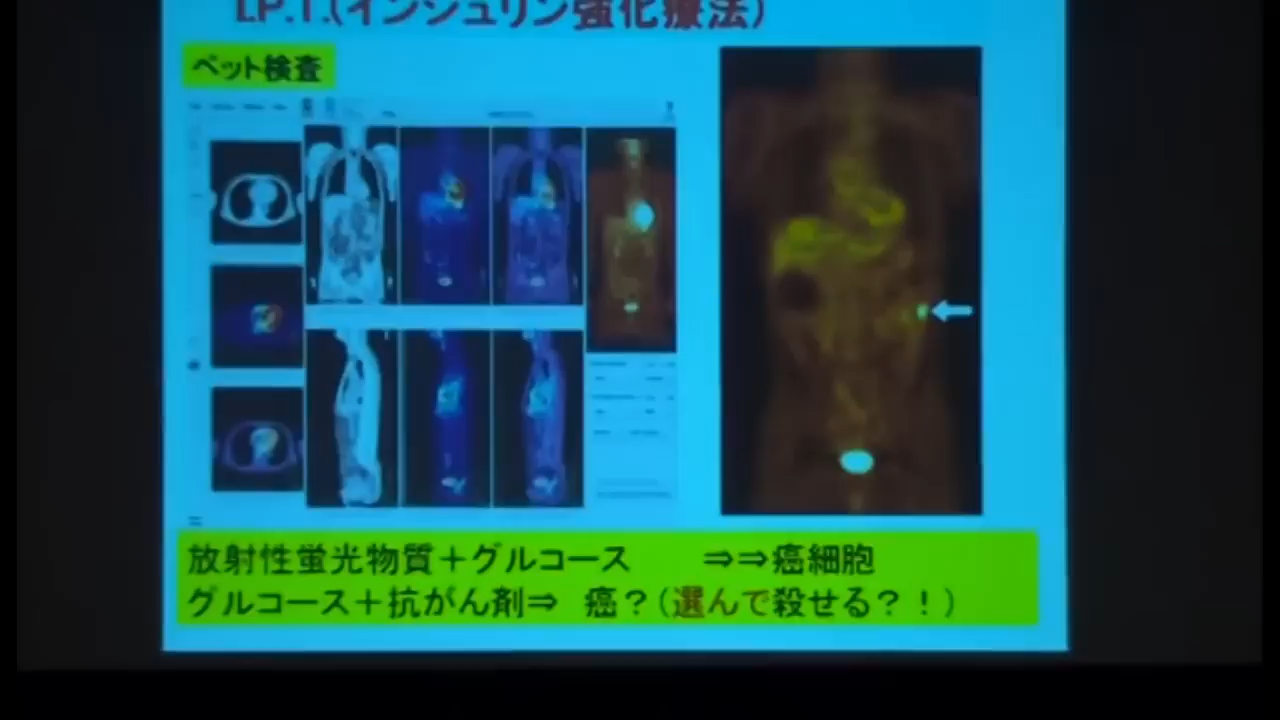 I.P.T.(インシュリン強化療法)
ペット検査
放射性蛍光物質＋グルコース ⇒⇒癌細胞
グルコース＋抗がん剤⇒ 癌？(選んで殺せる？！)